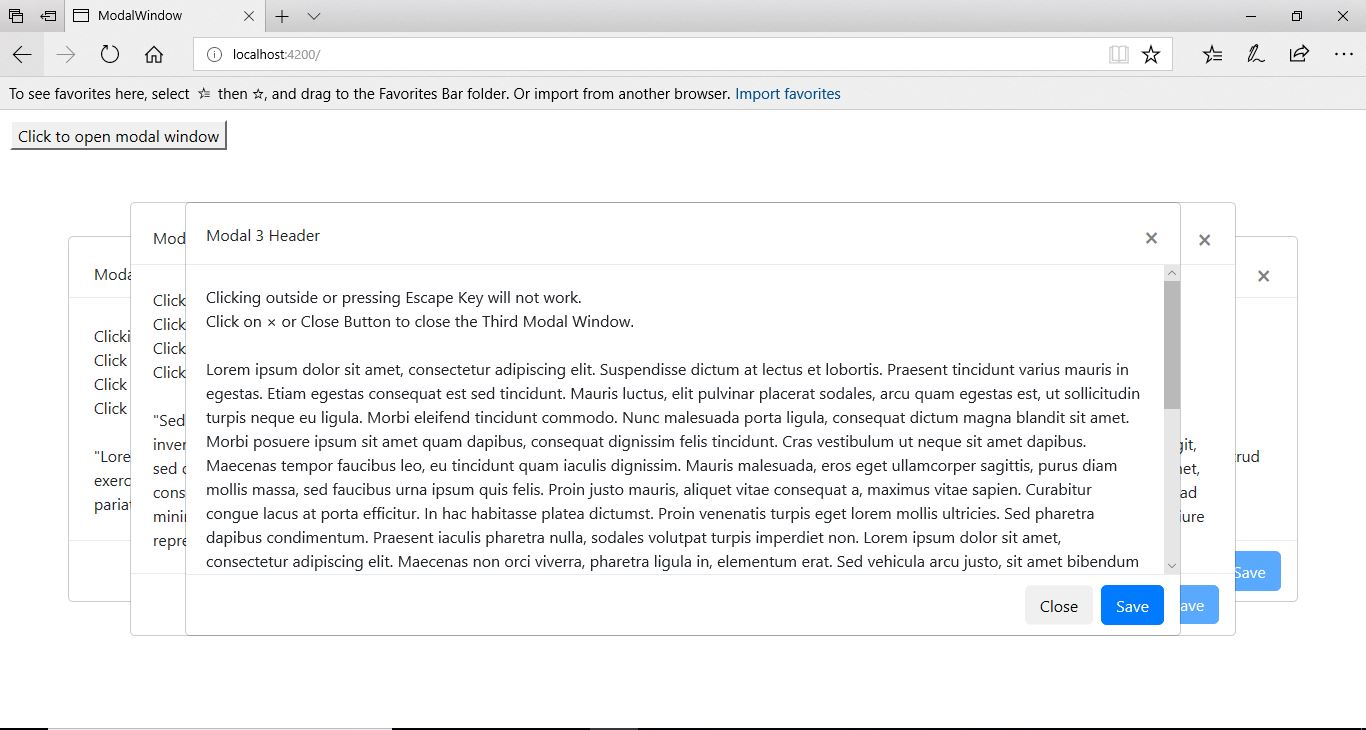 ModalWindow
localhost:4200/
To see favorites here, select then , and drag to the Favorites Bar folder. Or import from another browser. Import favorites
Click to open modal window
Modal 3 Header ×
Clicking outside or pressing Escape Key will not work.
Click on × or Close Button to close the Third Modal Window.
Lorem ipsum dolor sit amet, consectetur adipiscing elit. Suspendisse dictum at lectus et lobortis. Praesent tincidunt varius mauris in
egestas. Etiam egestas consequat est sed tincidunt. Mauris luctus, elit pulvinar placerat sodales, arcu quam egestas est, ut sollicitudin
turpis neque eu ligula. Morbi eleifend tincidunt commodo. Nunc malesuada porta ligula, consequat dictum magna blandit sit amet.
Morbi posuere ipsum sit amet quam dapibus, consequat dignissim felis tincidunt. Cras vestibulum ut neque sit amet dapibus.
Maecenas tempor faucibus leo, eu tincidunt quam iaculis dignissim. Mauris malesuada, eros eget ullamcorper sagittis, purus diam
mollis massa, sed faucibus urna ipsum quis felis. Proin justo mauris, aliquet vitae consequat a, maximus vitae sapien. Curabitur
congue lacus at porta efficitur. In hac habitasse platea dictumst. Proin venenatis turpis eget lorem mollis ultricies. Sed pharetra
dapibus condimentum. Praesent iaculis pharetra nulla, sodales volutpat turpis imperdiet non. Lorem ipsum dolor sit amet,
consectetur adipiscing elit. Maecenas non orci viverra, pharetra ligula in, elementum erat. Sed vehicula arcu justo, sit amet bibendum
Close Save
Mod ×
Click
Click
Click
Click
"Sed
inver git,
sed net,
cons ad
mini iure
repre
ave
Moda ×
Clicki
Click
Click
Click
"Lore trud
exerc
pariat
Save